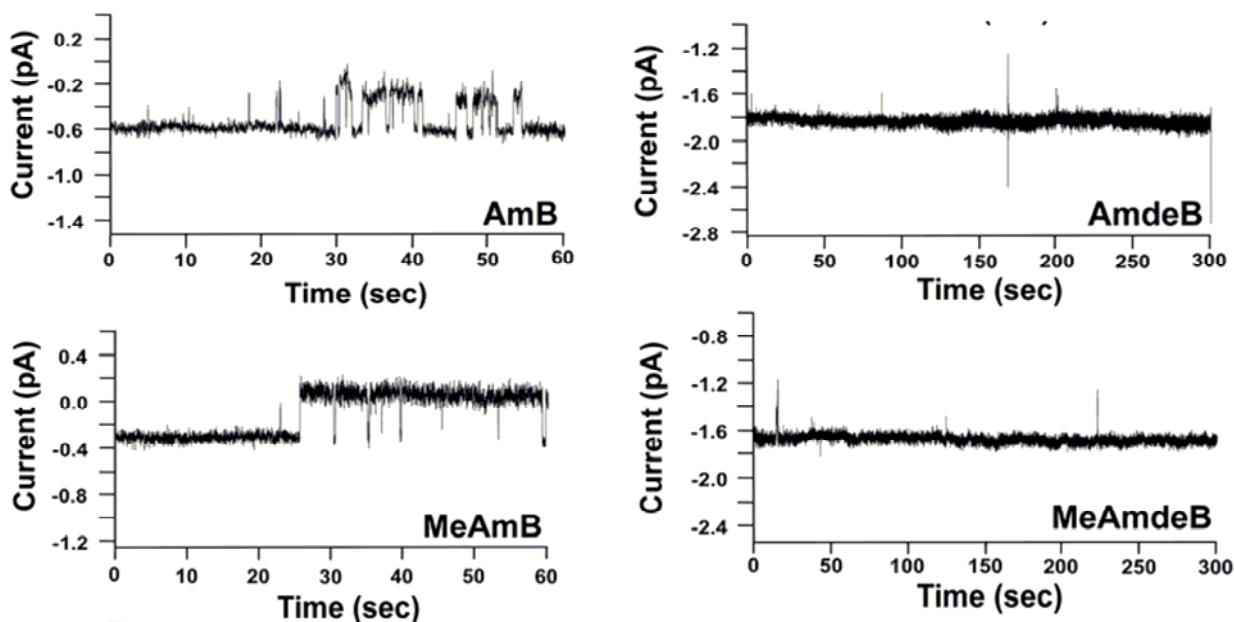 Current (pA)
0.2
-0.2
-0.6
-1.0
-1.4
AmB
0 10 20 30 40 50 60
Time (sec)
Current (pA)
-1.2
-1.6
-2.0
-2.4
-2.8
AmdeB
0 50 100 150 200 250 300
Time (sec)
Current (pA)
0.4
0.0
-0.4
-0.8
-1.2
MeAmB
0 10 20 30 40 50 60
Time (sec)
Current (pA)
-0.8
-1.2
-1.6
-2.0
-2.4
MeAmdeB
0 50 100 150 200 250 300
Time (sec)